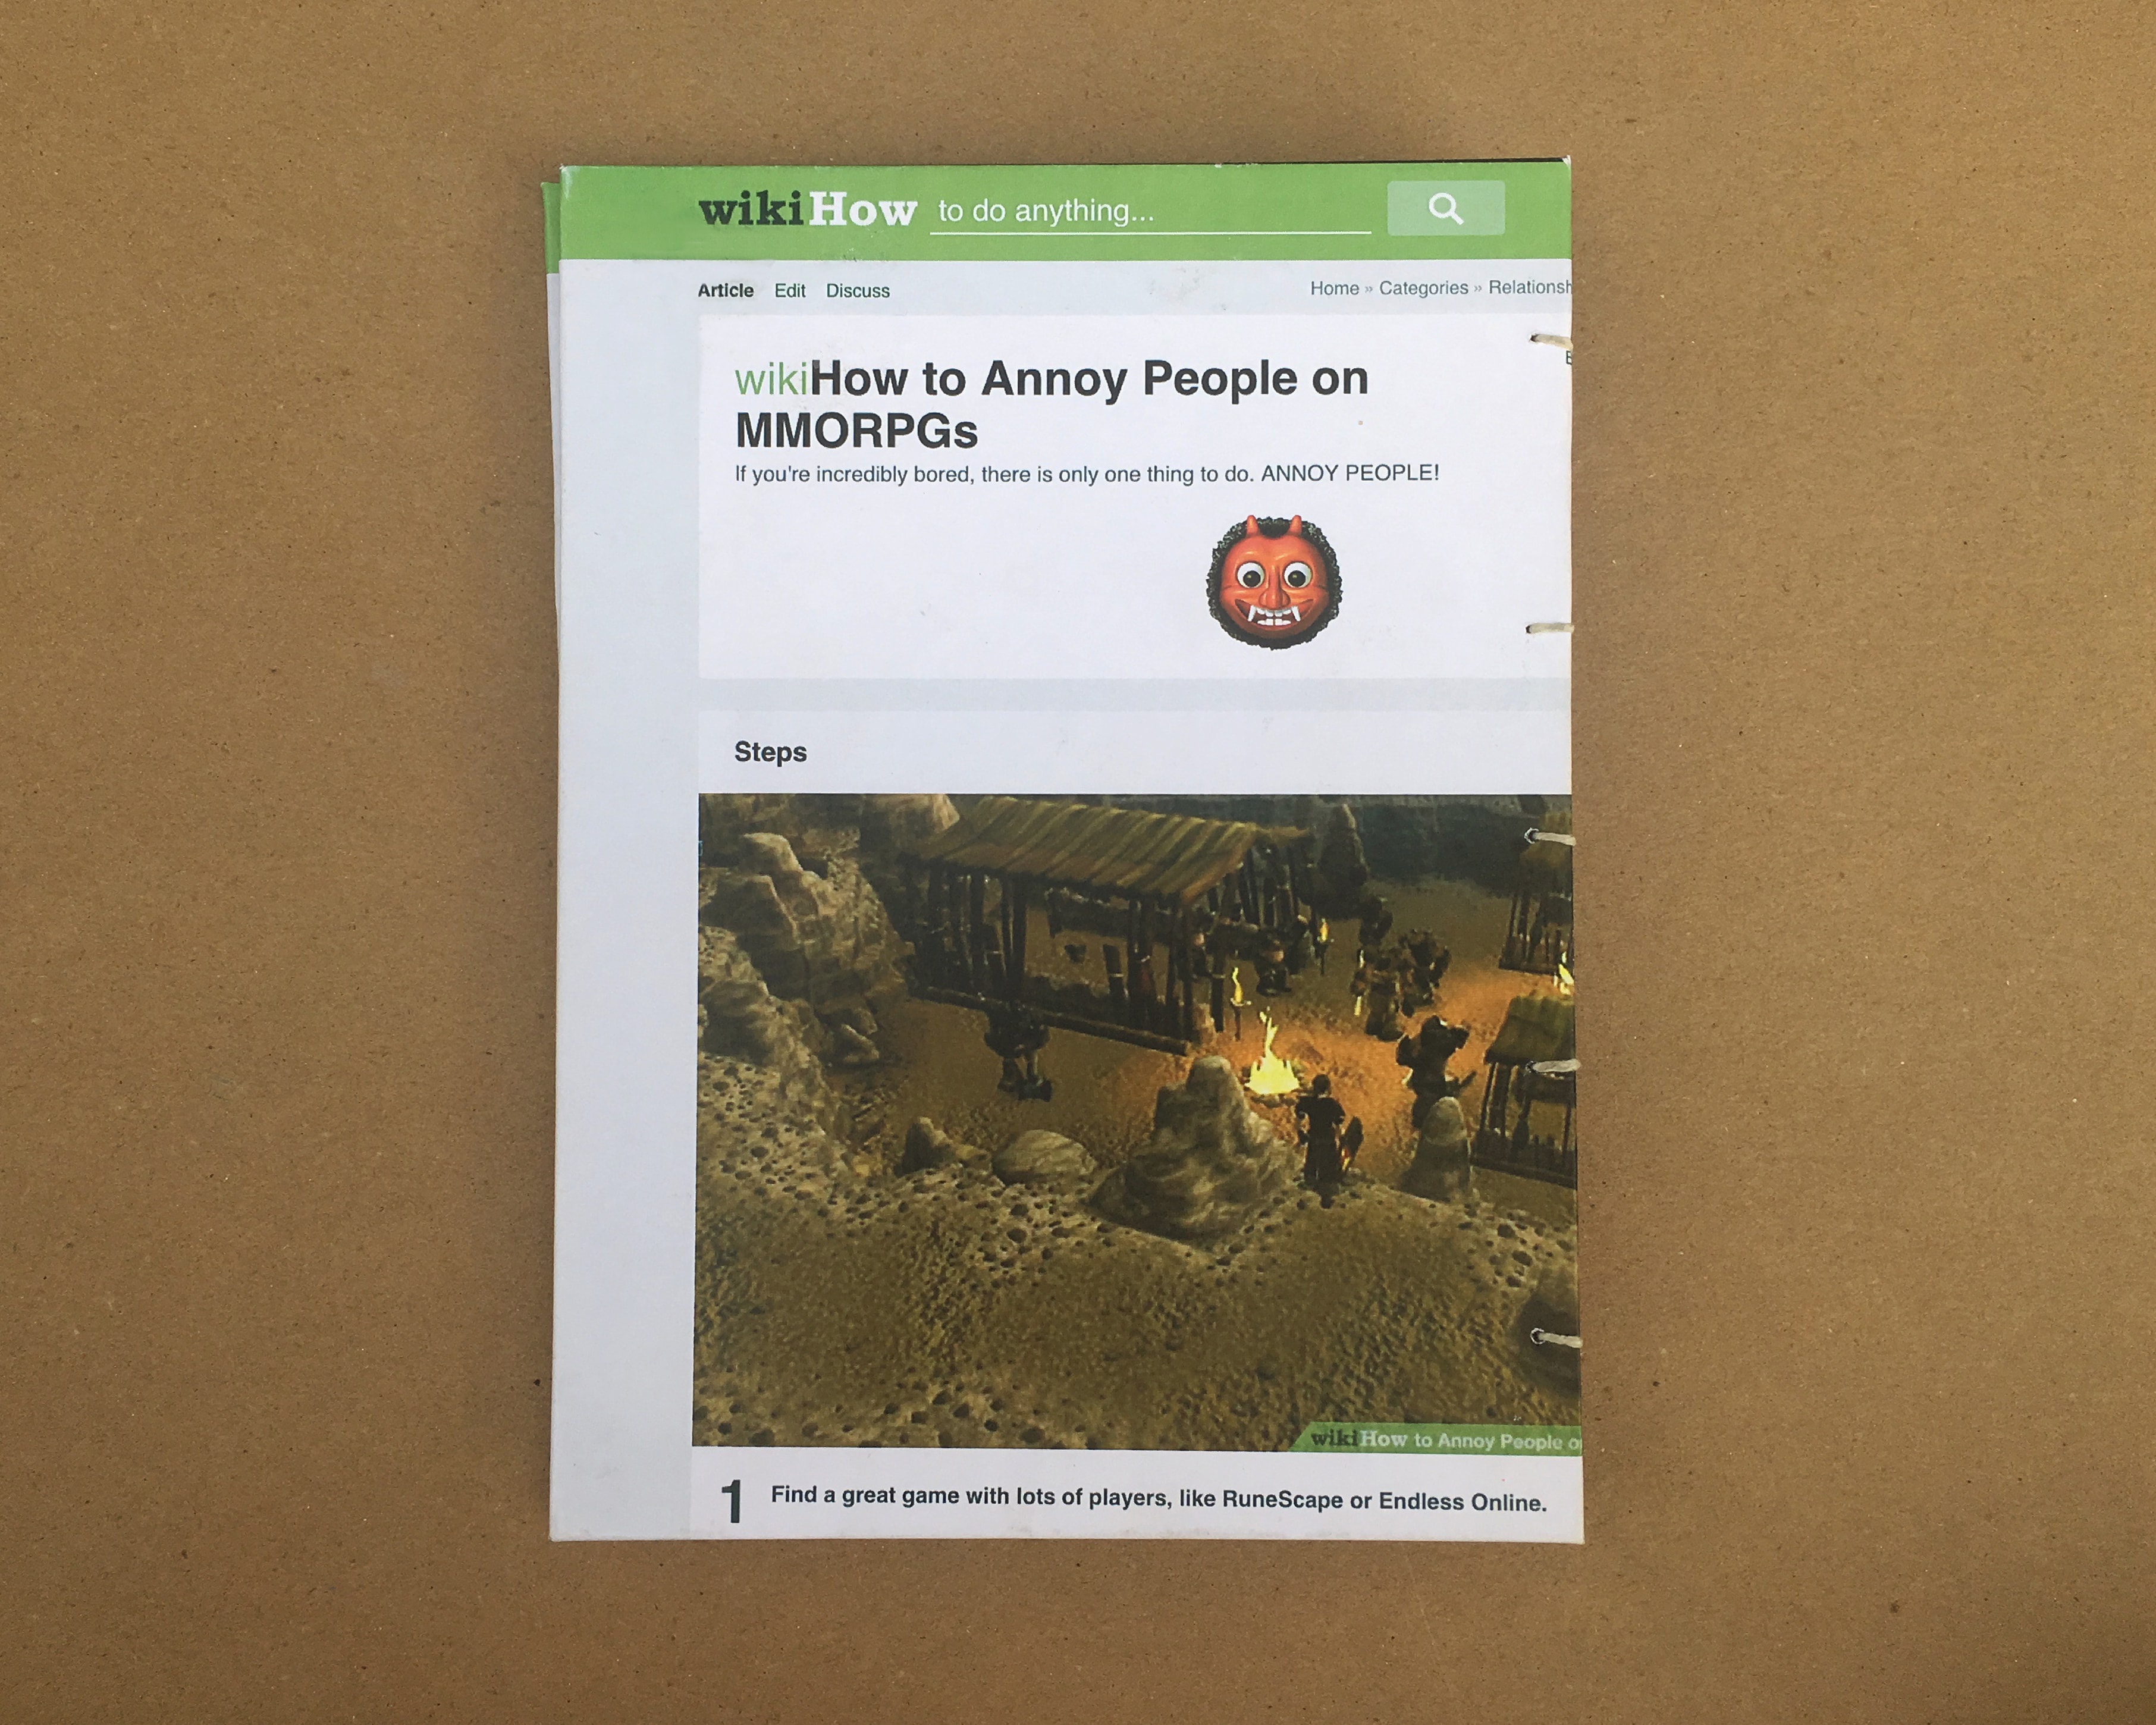 wikiHow to do anything...
Article Edit Discuss Home » Categories » Relationsh
wikiHow to Annoy People on
MMORPGs
If you're incredibly bored, there is only one thing to do. ANNOY PEOPLE!
Steps
wikiHow to Annoy People o
1 Find a great game with lots of players, like RuneScape or Endless Online.